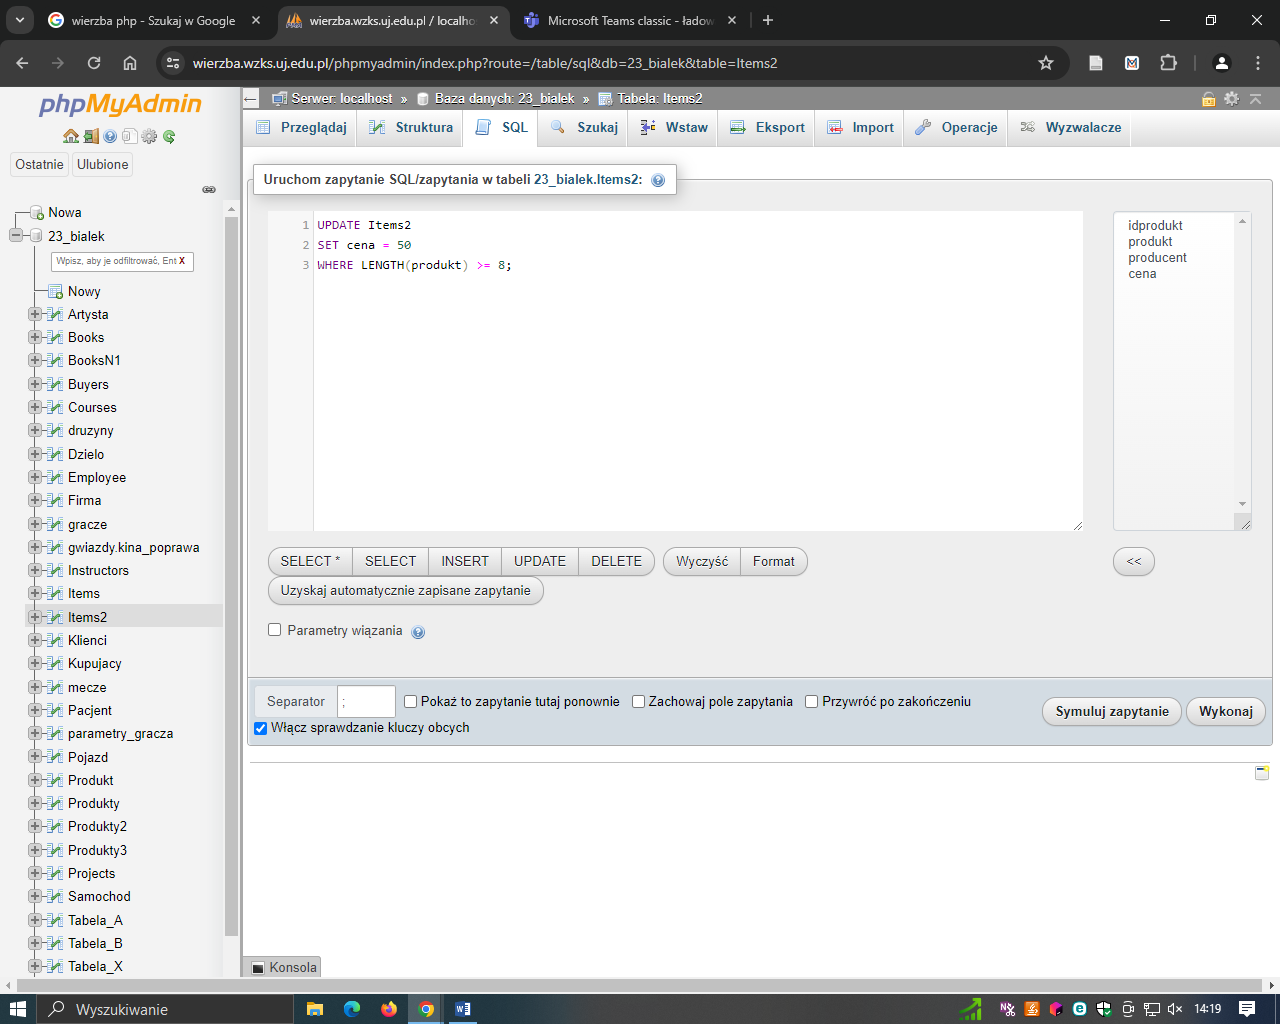 wierzba php - Szukaj w Google
wierzba.wzks.uj.edu.pl / localho
Microsoft Teams classic - ładow
wierzba.wzks.uj.edu.pl/phpmyadmin/index.php?route=/table/sql&db=23_bialek&table=Items2
phpMyAdmin
Ostatnie
Ulubione
Nowa
23_bialek
Wpisz, aby je odfiltrować, Ent X
Nowy
Artysta
Books
BooksN1
Buyers
Courses
druzyny
Dzielo
Employee
Firma
gracze
gwiazdy.kina_poprawa
Instructors
Items
Items2
Klienci
Kupujacy
mecze
Pacjent
parametry_gracza
Pojazd
Produkt
Produkty
Produkty2
Produkty3
Projects
Samochod
Tabela_A
Tabela_B
Tabela_X
Serwer: localhost » Baza danych: 23_bialek » Tabela: Items2
Przeglądaj
Struktura
SQL
Szukaj
Wstaw
Eksport
Import
Operacje
Wyzwalacze
Uruchom zapytanie SQL/zapytania w tabeli 23_bialek.Items2:
1 UPDATE Items2
2 SET cena = 50
3 WHERE LENGTH(produkt) >= 8;
idprodukt
produkt
producent
cena
SELECT *
SELECT
INSERT
UPDATE
DELETE
Wyczyść
Format
<<
Uzyskaj automatycznie zapisane zapytanie
Parametry wiązania
Separator ;
Pokaż to zapytanie tutaj ponownie
Zachowaj pole zapytania
Przywróć po zakończeniu
Włącz sprawdzanie kluczy obcych
Symuluj zapytanie
Wykonaj
Konsola
Wyszukiwanie
14:19